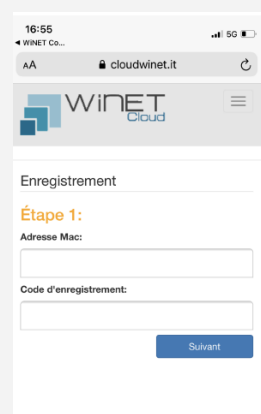 16:55
5G
◀ WiNET Co...
AA
cloudwinet.it
WiNET
Cloud
Enregistrement
Étape 1:
Adresse Mac:
Code d'enregistrement:
Suivant